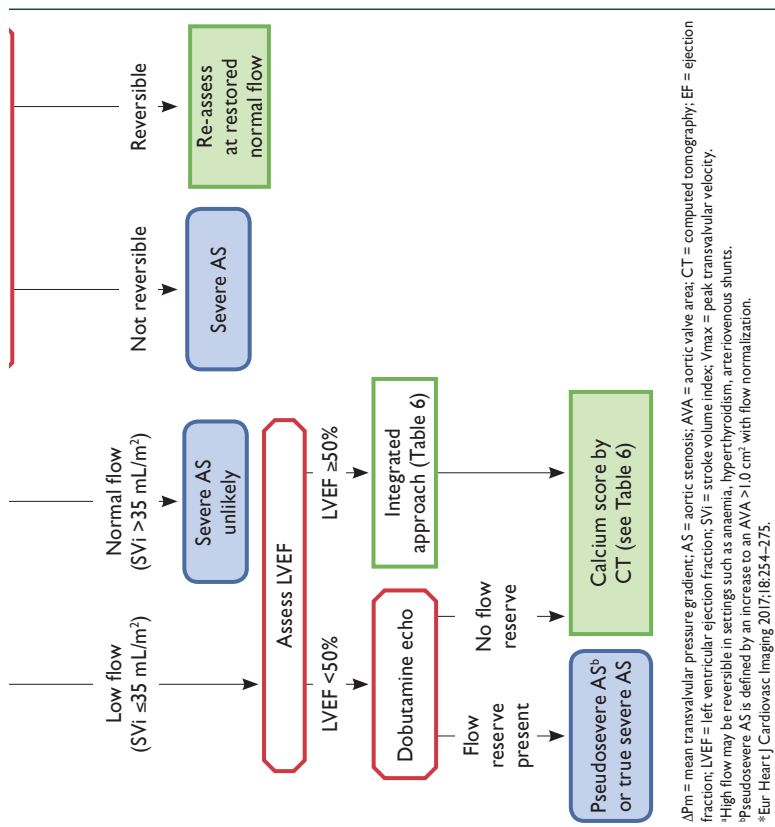 Low flow
(SVi ≤35 mL/m²)
Normal flow
(SVi >35 mL/m²)
Not reversible
Reversible
Severe AS
unlikely
Severe AS
Re-assess
at restored
normal flow
Assess LVEF
LVEF <50%
LVEF ≥50%
Dobutamine echo
Integrated
approach (Table 6)
Flow
reserve
present
No flow
reserve
Pseudosevere ASᵇ
or true severe AS
Calcium score by
CT (see Table 6)
ΔPm = mean transvalvular pressure gradient; AS = aortic stenosis; AVA = aortic valve area; CT = computed tomography; EF = ejection
fraction; LVEF = left ventricular ejection fraction; SVi = stroke volume index; Vmax = peak transvalvular velocity.
ᵃHigh flow may be reversible in settings such as anaemia, hyperthyroidism, arteriovenous shunts.
ᵇPseudosevere AS is defined by an increase to an AVA >1.0 cm² with flow normalization.
*Eur Heart J Cardiovasc Imaging 2017;18:254–275.